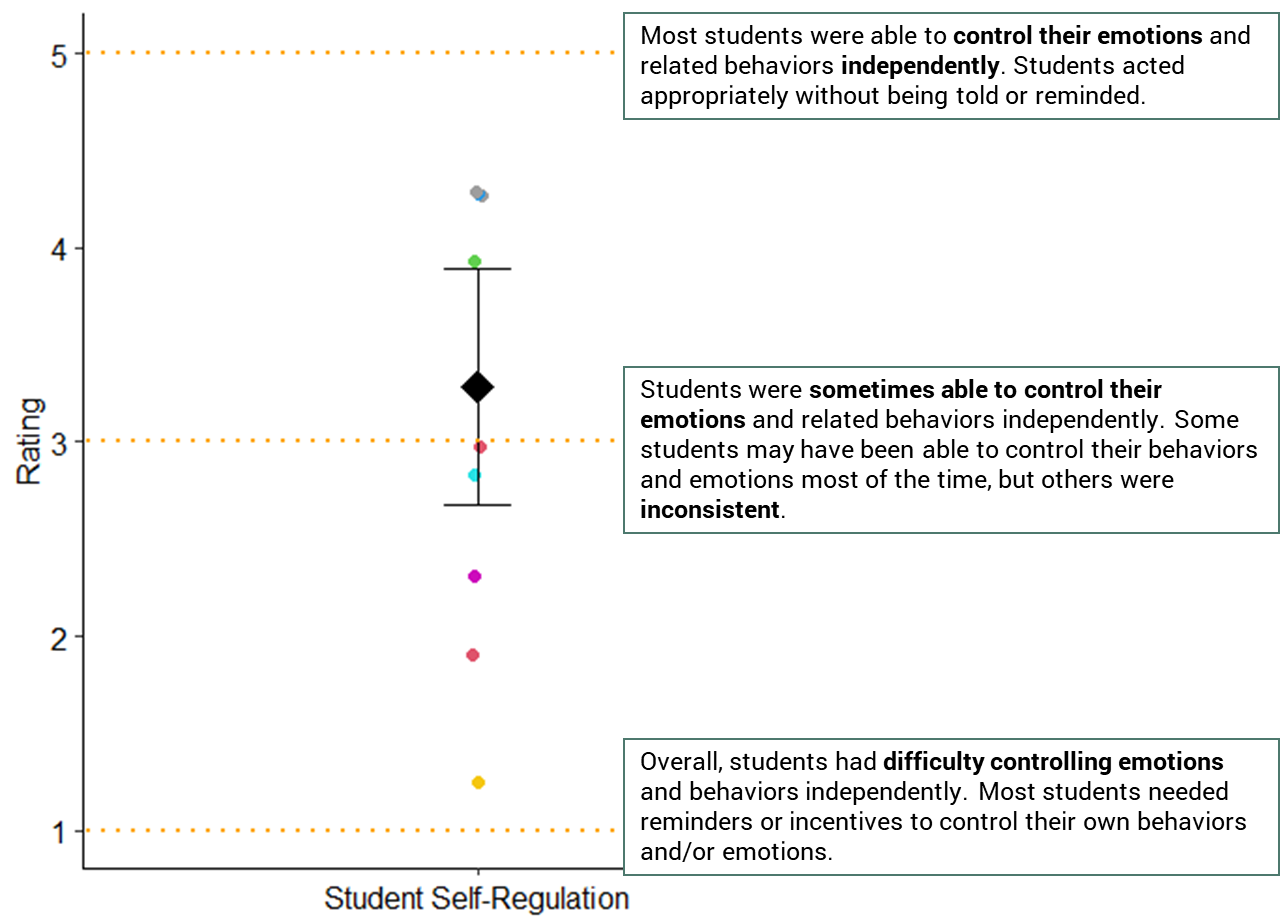 5
4
3
2
1
Rating
Student Self-Regulation
Most students were able to control their emotions and
related behaviors independently. Students acted
appropriately without being told or reminded.
Students were sometimes able to control their
emotions and related behaviors independently. Some
students may have been able to control their behaviors
and emotions most of the time, but others were
inconsistent.
Overall, students had difficulty controlling emotions
and behaviors independently. Most students needed
reminders or incentives to control their own behaviors
and/or emotions.